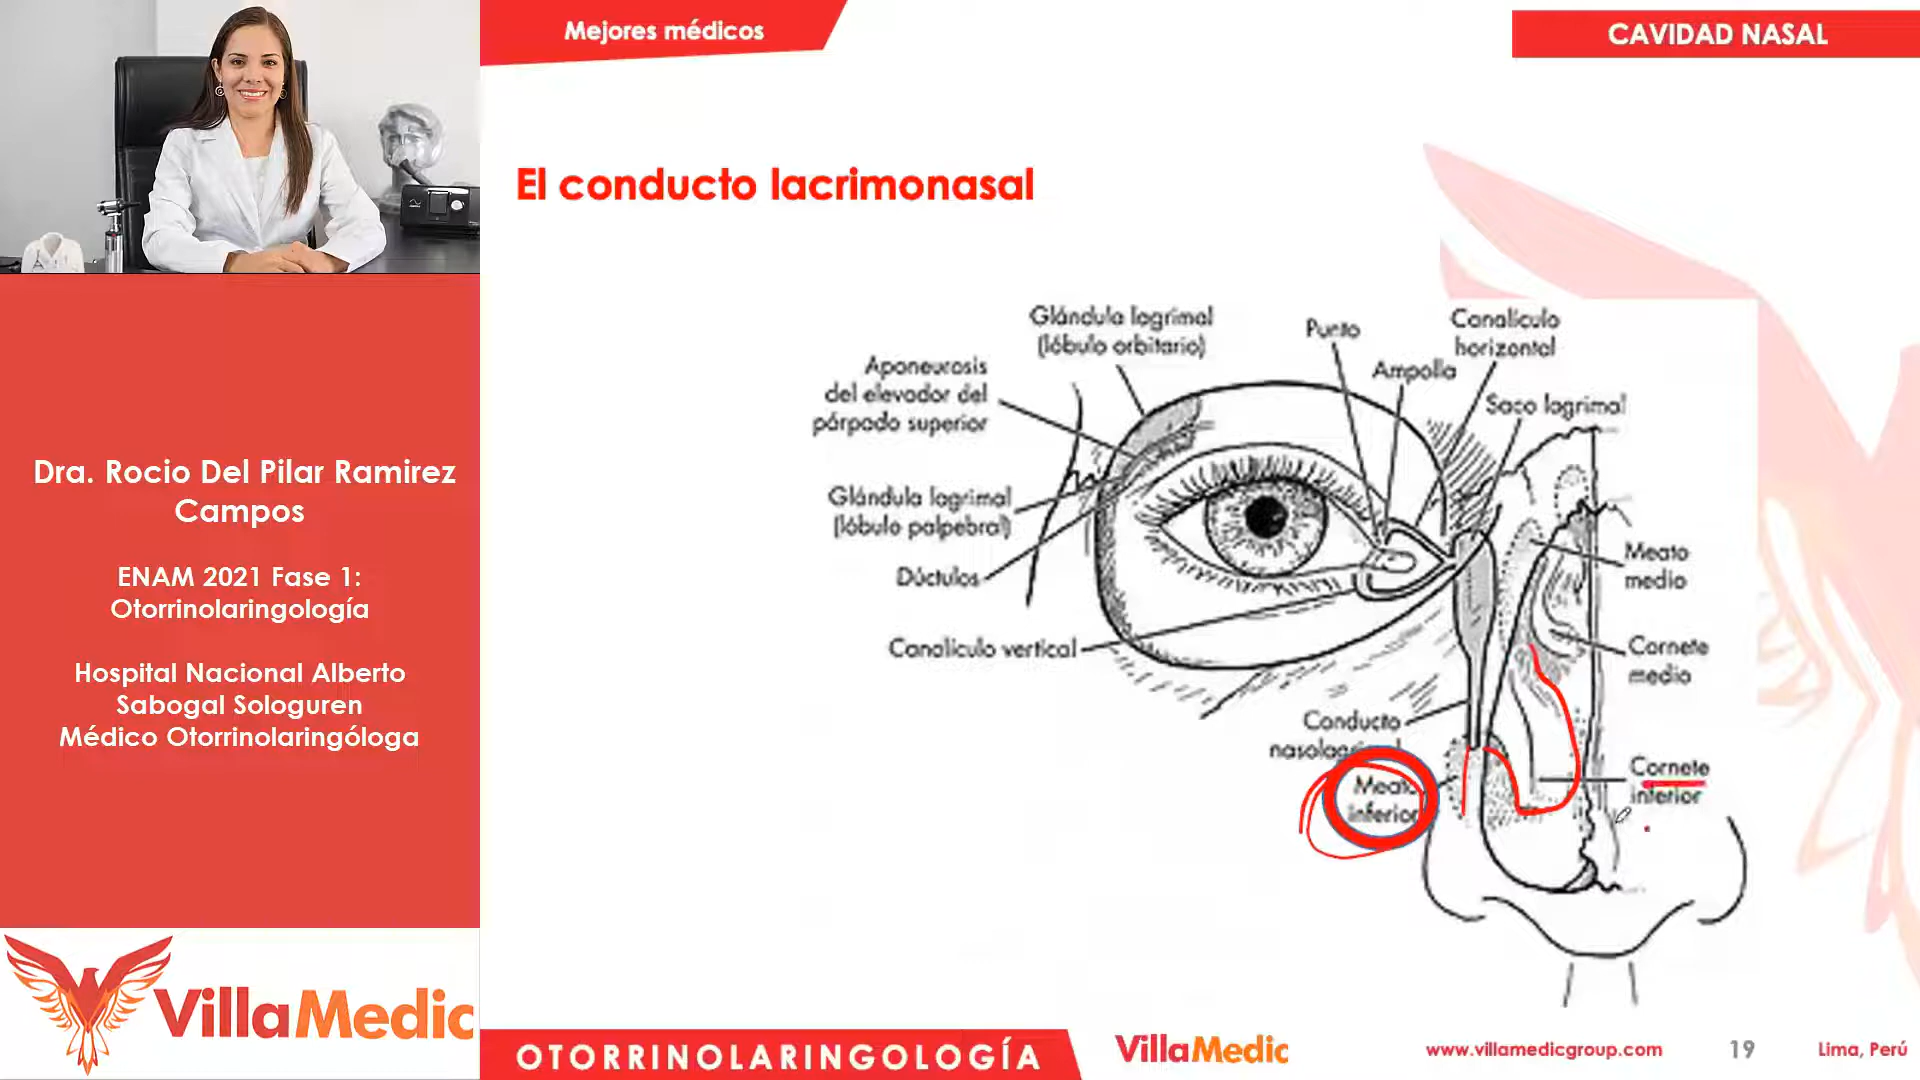 Mejores médicos
CAVIDAD NASAL
El conducto lacrimonasal
Glándula lagrimal
(lóbulo orbitario)
Aponeurosis
del elevador del
párpado superior
Glándula lagrimal
(lóbulo palpebral)
Dúctulos
Canalículo vertical
Punto
Ampolla
Canalículo
horizontal
Saco lagrimal
Meato
medio
Cornete
medio
Conducto
nasolagrimal
Meato
inferior
Cornete
inferior
Dra. Rocio Del Pilar Ramirez
Campos
ENAM 2021 Fase 1:
Otorrinolaringología
Hospital Nacional Alberto
Sabogal Sologuren
Médico Otorrinolaringóloga
VillaMedic
OTORRINOLARINGOLOGÍA
VillaMedic
www.villamedicgroup.com
19
Lima, Perú